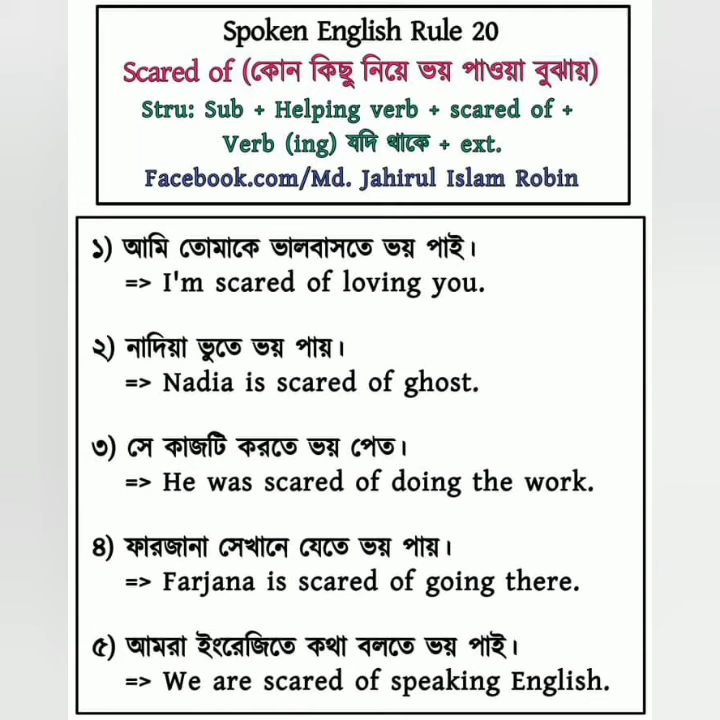 Spoken English Rule 20
Scared of (কোন কিছু নিয়ে ভয় পাওয়া বুঝায়)
Stru: Sub + Helping verb + scared of +
Verb (ing) যদি থাকে + ext.
Facebook.com/Md. Jahirul Islam Robin
১) আমি তোমাকে ভালবাসতে ভয় পাই।
=> I'm scared of loving you.
২) নাদিয়া ভুতে ভয় পায়।
=> Nadia is scared of ghost.
৩) সে কাজটি করতে ভয় পেত।
=> He was scared of doing the work.
৪) ফারজানা সেখানে যেতে ভয় পায়।
=> Farjana is scared of going there.
৫) আমরা ইংরেজিতে কথা বলতে ভয় পাই।
=> We are scared of speaking English.